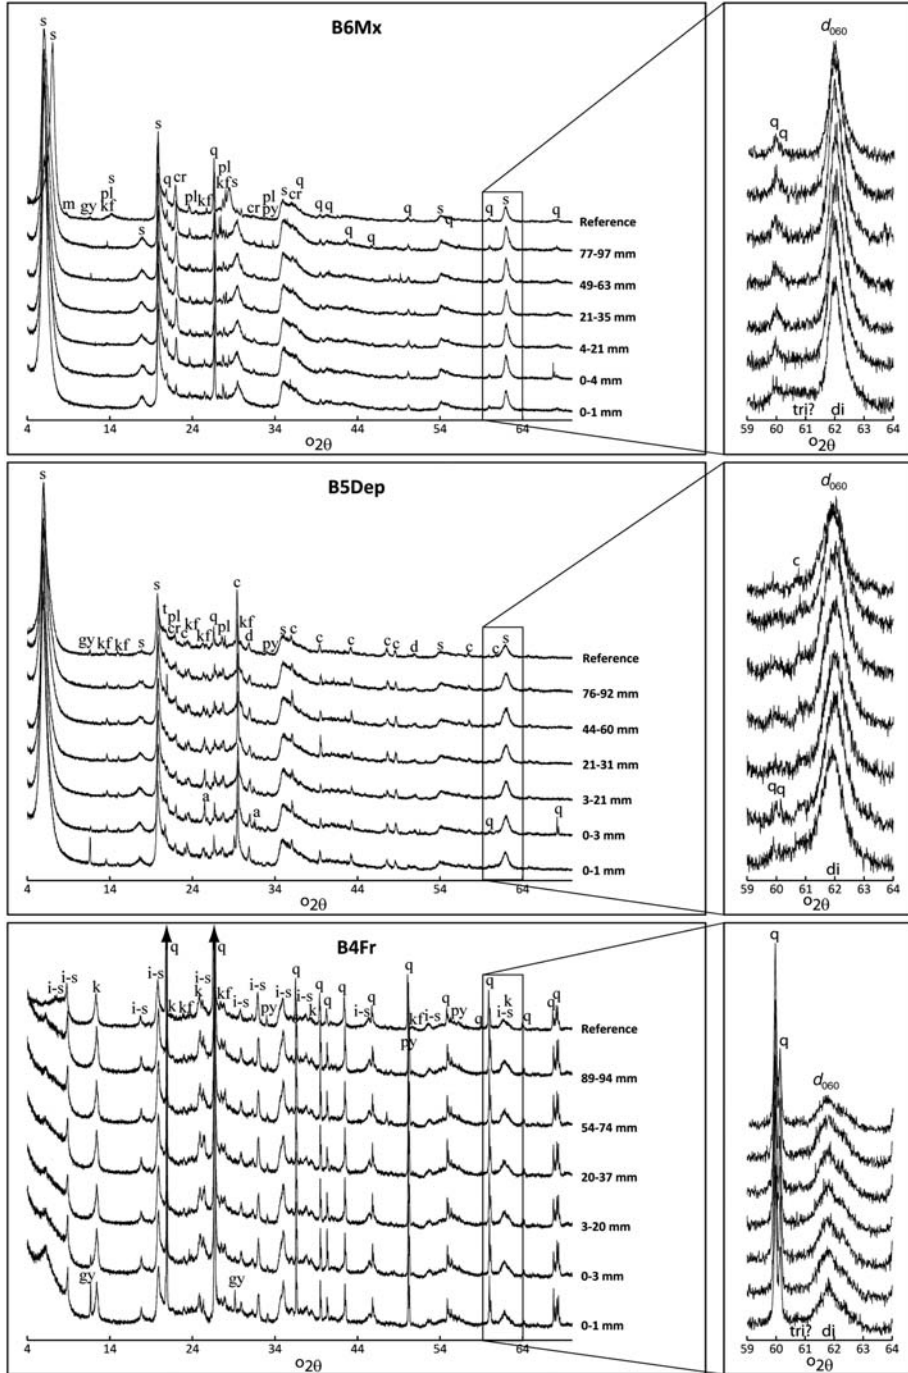 B6Mx
s
s
s
q
cr
q
pl
kf
s
pl
kf
s
m
gy
pl
kf
cr
pl
py
s
q
cr
q
q
q
s
q
q
s
q
s
q
q
Reference
77-97 mm
49-63 mm
21-35 mm
4-21 mm
0-4 mm
0-1 mm
4 14 24 34 44 54 64
°2θ
d060
q
q
tri? di
59 60 61 62 63 64
°2θ
B5Dep
s
s
t
pl
cr
kf
c
kf
q
pl
c
kf
d
py
s
c
gy
kf
kf
s
c
c
c
c
d
s
c
c
s
a
a
q
q
Reference
76-92 mm
44-60 mm
21-31 mm
3-21 mm
0-3 mm
0-1 mm
4 14 24 34 44 54 64
°2θ
d060
c
q
q
di
59 60 61 62 63 64
°2θ
B4Fr
i-s
i-s
k
i-s
i-s
q
k
kf
i-s
k
q
kf
i-s
i-s
py
i-s
q
i-s
k
q
q
q
i-s
q
q
kf
py
i-s
q
py
q
q
k
i-s
q
q
q
gy
gy
Reference
89-94 mm
54-74 mm
20-37 mm
3-20 mm
0-3 mm
0-1 mm
4 14 24 34 44 54 64
°2θ
q
q
d060
tri? di
59 60 61 62 63 64
°2θ